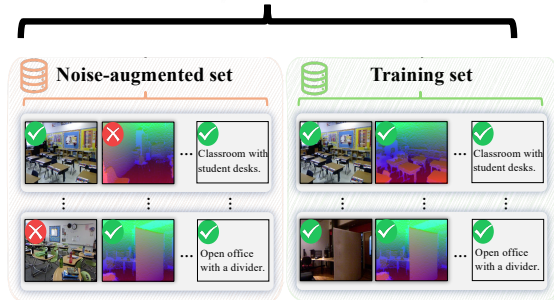 Noise-augmented set
Training set
...
Classroom with
student desks.
...
Classroom with
student desks.
...
Open office
with a divider.
...
Open office
with a divider.